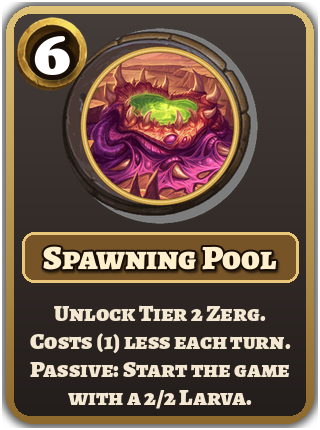 6
Spawning Pool
Unlock Tier 2 Zerg.
Costs (1) less each turn.
Passive: Start the game
with a 2/2 Larva.